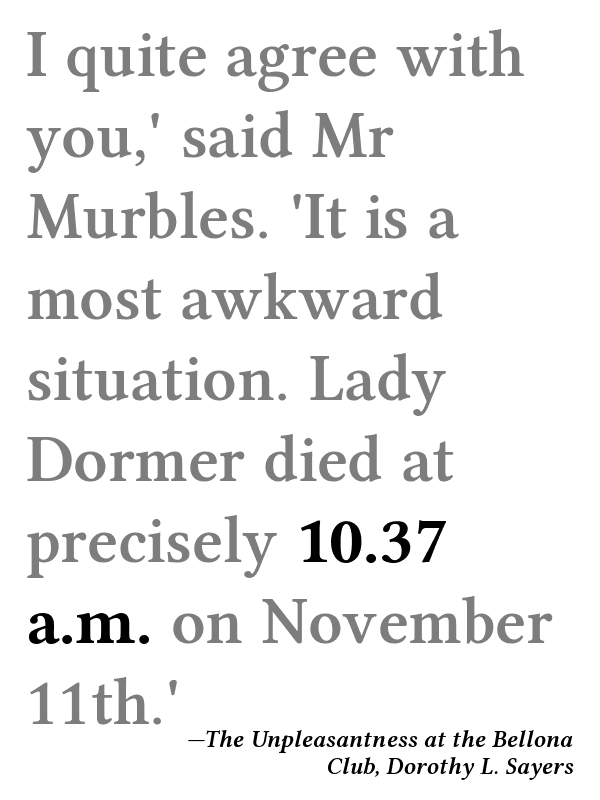 I quite agree with
you,' said Mr
Murbles. 'It is a
most awkward
situation. Lady
Dormer died at
precisely 10.37
a.m. on November
11th.'
—The Unpleasantness at the Bellona
Club, Dorothy L. Sayers